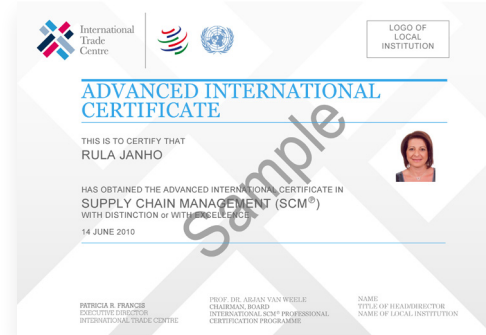 International
Trade
Centre
LOGO OF
LOCAL
INSTITUTION
ADVANCED INTERNATIONAL
CERTIFICATE
THIS IS TO CERTIFY THAT
RULA JANHO
HAS OBTAINED THE ADVANCED INTERNATIONAL CERTIFICATE IN
SUPPLY CHAIN MANAGEMENT (SCM®)
WITH DISTINCTION or WITH EXCELLENCE
14 JUNE 2010
Sample
PATRICIA R. FRANCIS
EXECUTIVE DIRECTOR
INTERNATIONAL TRADE CENTRE
PROF. DR. ARJAN VAN WEELE
CHAIRMAN, BOARD
INTERNATIONAL SCM® PROFESSIONAL
CERTIFICATION PROGRAMME
NAME
TITLE OF HEAD/DIRECTOR
NAME OF LOCAL INSTITUTION